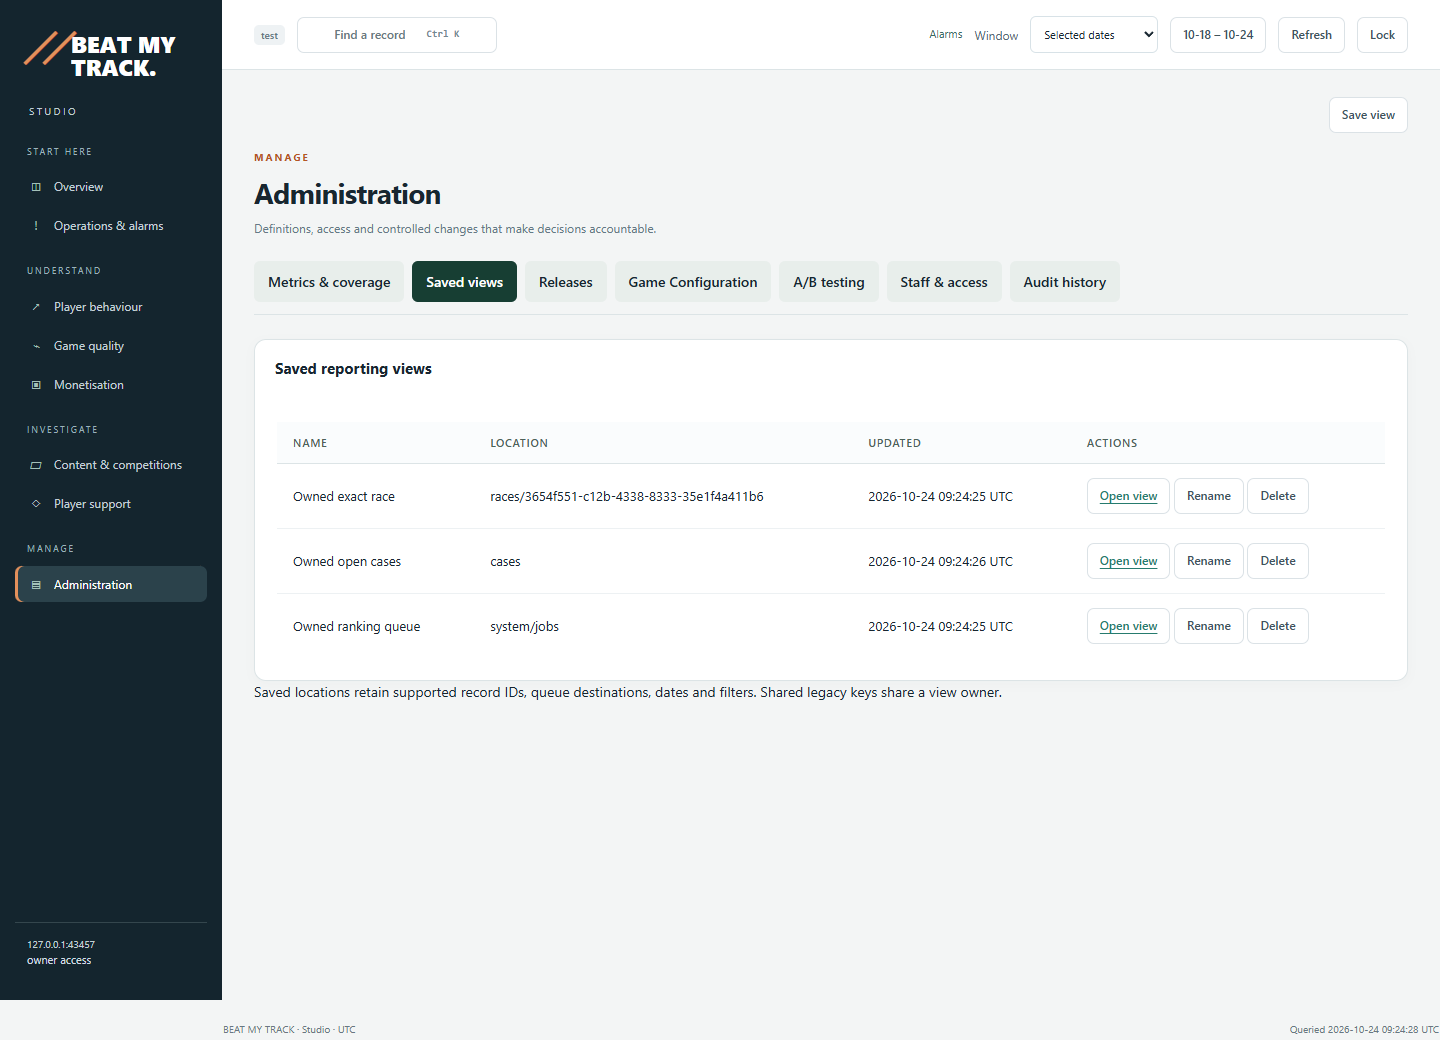 BEAT MY
TRACK.
STUDIO
START HERE
Overview
! Operations & alarms
UNDERSTAND
Player behaviour
Game quality
Monetisation
INVESTIGATE
Content & competitions
Player support
MANAGE
Administration
127.0.0.1:43457
owner access
test Find a record Ctrl K Alarms Window Selected dates 10-18 – 10-24 Refresh Lock
Save view
MANAGE
Administration
Definitions, access and controlled changes that make decisions accountable.
Metrics & coverage Saved views Releases Game Configuration A/B testing Staff & access Audit history
Saved reporting views
NAME LOCATION UPDATED ACTIONS
Owned exact race races/3654f551-c12b-4338-8333-35e1f4a411b6 2026-10-24 09:24:25 UTC Open view Rename Delete
Owned open cases cases 2026-10-24 09:24:26 UTC Open view Rename Delete
Owned ranking queue system/jobs 2026-10-24 09:24:25 UTC Open view Rename Delete
Saved locations retain supported record IDs, queue destinations, dates and filters. Shared legacy keys share a view owner.
BEAT MY TRACK · Studio · UTC Queried 2026-10-24 09:24:28 UTC